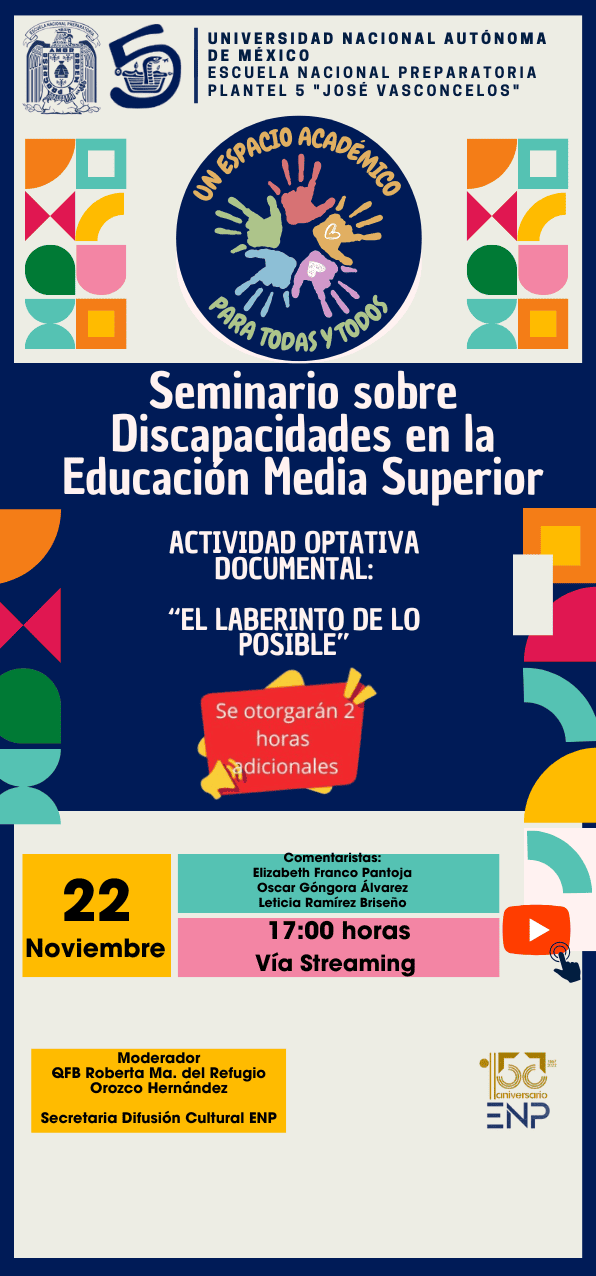 UNIVERSIDAD NACIONAL AUTÓNOMA
DE MÉXICO
ESCUELA NACIONAL PREPARATORIA
PLANTEL 5 "JOSÉ VASCONCELOS"
UN ESPACIO ACADÉMICO
PARA TODAS Y TODOS
Seminario sobre
Discapacidades en la
Educación Media Superior
ACTIVIDAD OPTATIVA
DOCUMENTAL:
“EL LABERINTO DE LO
POSIBLE”
Se otorgarán 2
horas
adicionales
22
Noviembre
Comentaristas:
Elizabeth Franco Pantoja
Oscar Góngora Álvarez
Leticia Ramírez Briseño
17:00 horas
Vía Streaming
Moderador
QFB Roberta Ma. del Refugio
Orozco Hernández
Secretaria Difusión Cultural ENP
aniversario
ENP